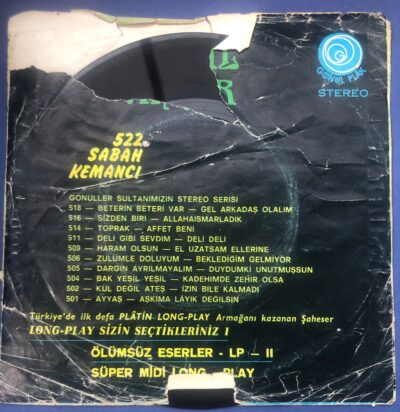 GÖNÜL PLAK
STEREO
522
SABAH
KEMANCI
GÖNÜLLER SULTANIMIZIN STEREO SERİSİ
518 — BETERİN BETERİ VAR — GEL ARKADAŞ OLALIM
516 — SİZDEN BİRİ — ALLAHAISMARLADIK
514 — TOPRAK — AFFET BENİ
511 — DELİ GİBİ SEVDİM — DELİ DELİ
509 — HARAM OLSUN — EL UZATSAM ELLERİNE
506 — ZULÜMLE DOLUYUM — BEKLEDİĞİM GELMİYOR
505 — DARGIN AYRILMAYALIM — DUYDUMKİ UNUTMUŞSUN
504 — BAK YEŞİL YEŞİL — KADEHİMDE ZEHİR OLSA
502 — KÜL DEĞİL ATEŞ — İZİN BİLE KALMADI
501 — AYYAŞ — AŞKIMA LAYIK DEĞİLSİN
Türkiye'de ilk defa PLÂTİN LONG-PLAY Armağanı kazanan Şaheser
LONG-PLAY SİZİN SEÇTİKLERİNİZ I
ÖLÜMSÜZ ESERLER - LP — II
SÜPER MİDİ LONG - PLAY